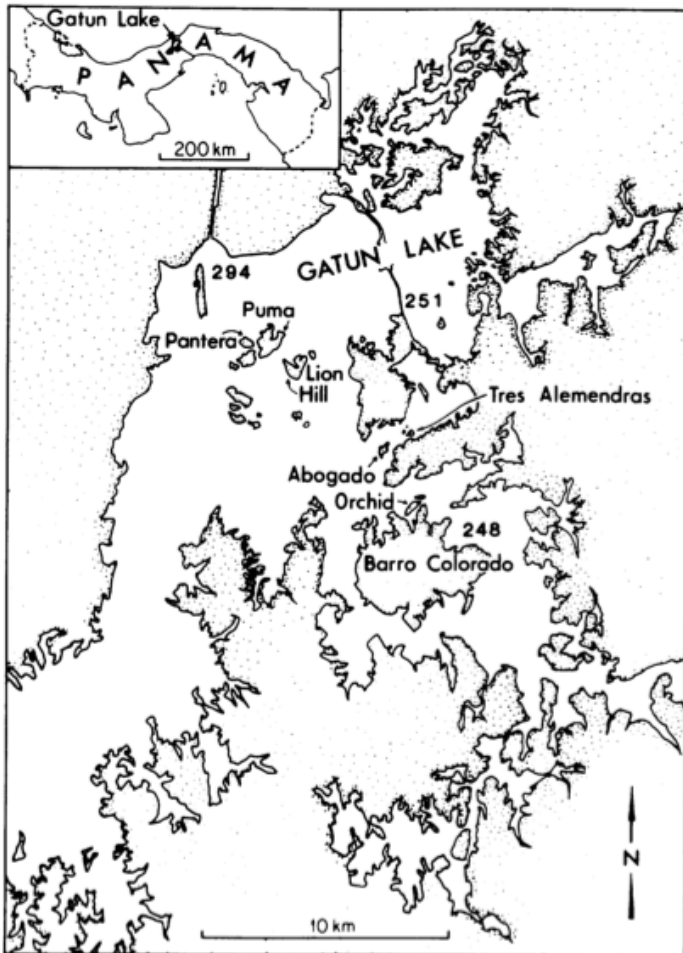 Gatun Lake
PANAMA
200 km
GATUN LAKE
294
251
Puma
Pantera
Lion
Hill
Tres Alemendras
Abogado
Orchid
248
Barro Colorado
N
10 km